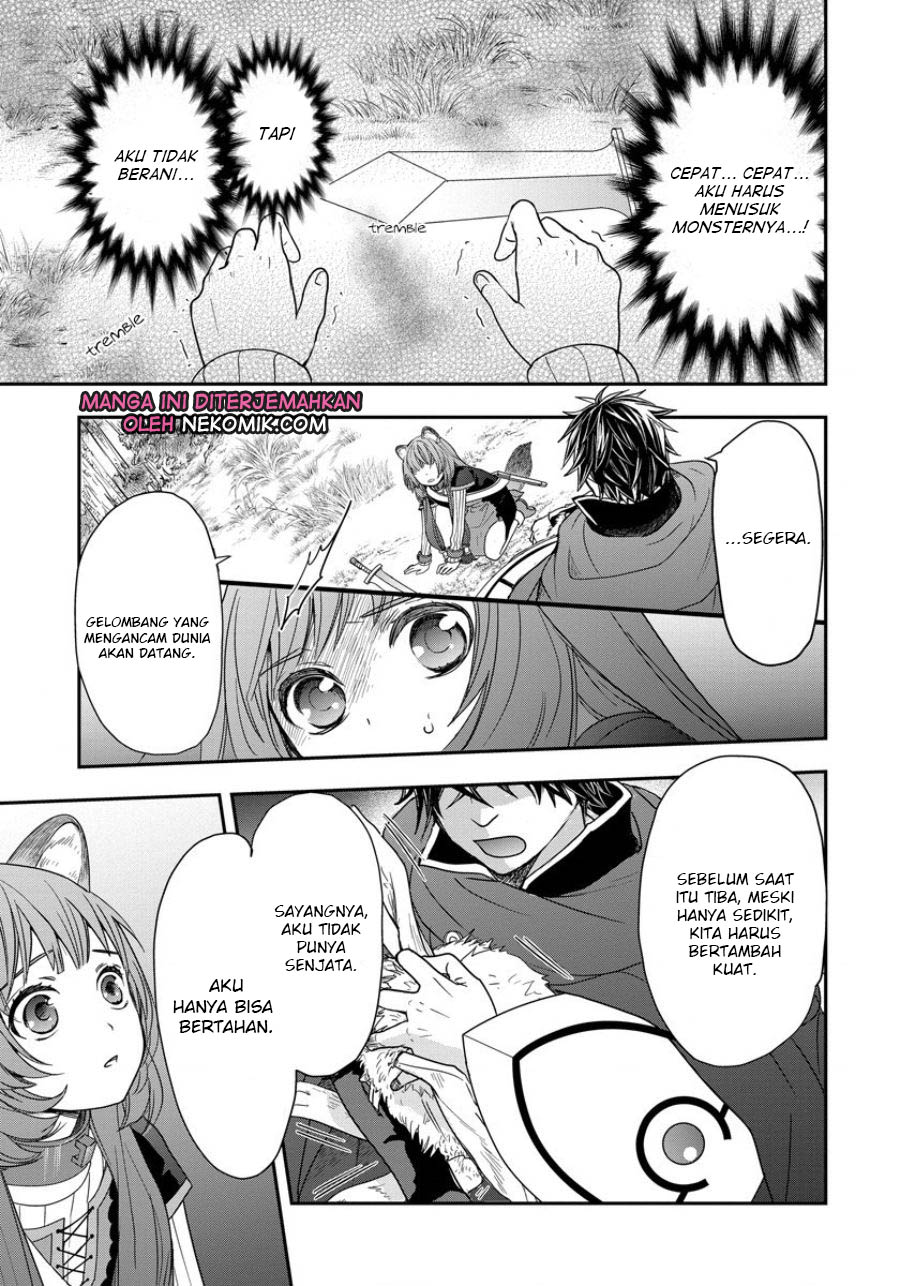 CEPAT... CEPAT...
AKU HARUS
MENUSUK
MONSTERNYA...!
TAPI
AKU TIDAK
BERANI...
tremble
tremble
MANGA INI DITERJEMAHKAN
OLEH NEKOMIK.COM
...SEGERA.
GELOMBANG YANG
MENGANCAM DUNIA
AKAN DATANG.
SEBELUM SAAT
ITU TIBA, MESKI
HANYA SEDIKIT,
KITA HARUS
BERTAMBAH
KUAT.
SAYANGNYA,
AKU TIDAK
PUNYA
SENJATA.
AKU
HANYA BISA
BERTAHAN.